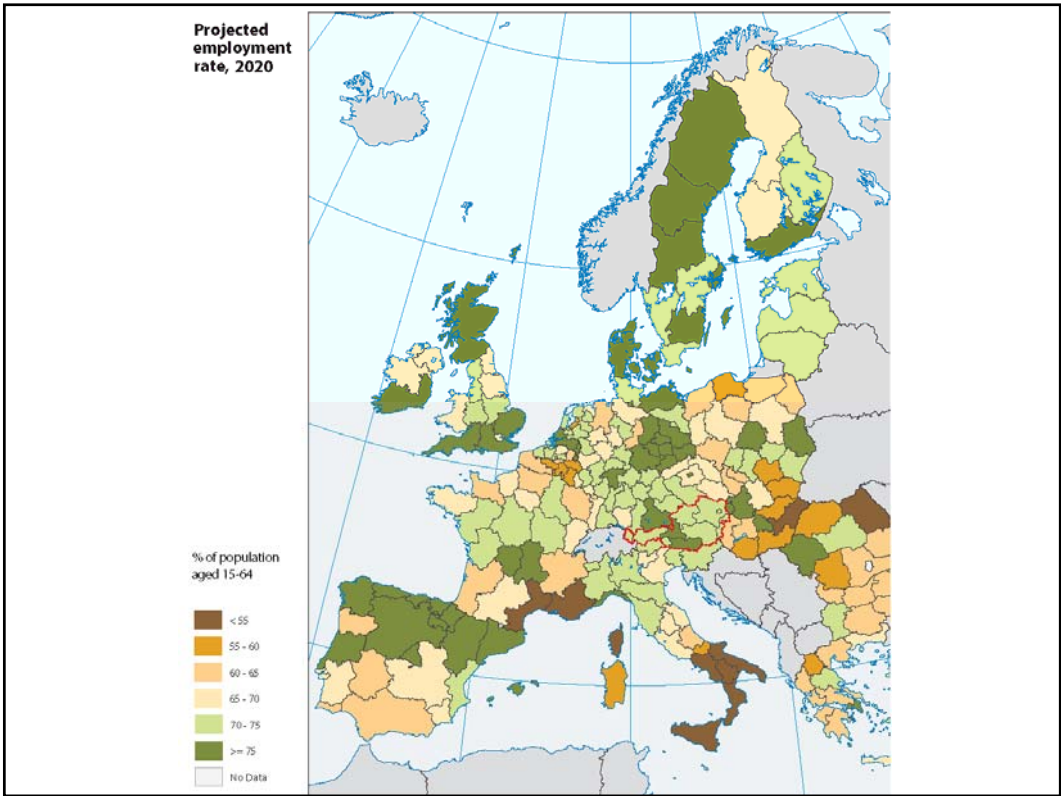 Projected
employment
rate, 2020
% of population
aged 15-64
< 55
55 - 60
60 - 65
65 - 70
70 - 75
>= 75
No Data